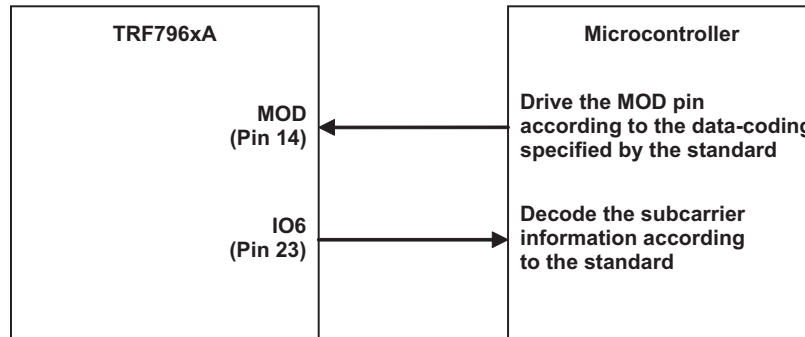 TRF796xA
Microcontroller
MOD
(Pin 14)
Drive the MOD pin
according to the data-coding
specified by the standard
IO6
(Pin 23)
Decode the subcarrier
information according
to the standard